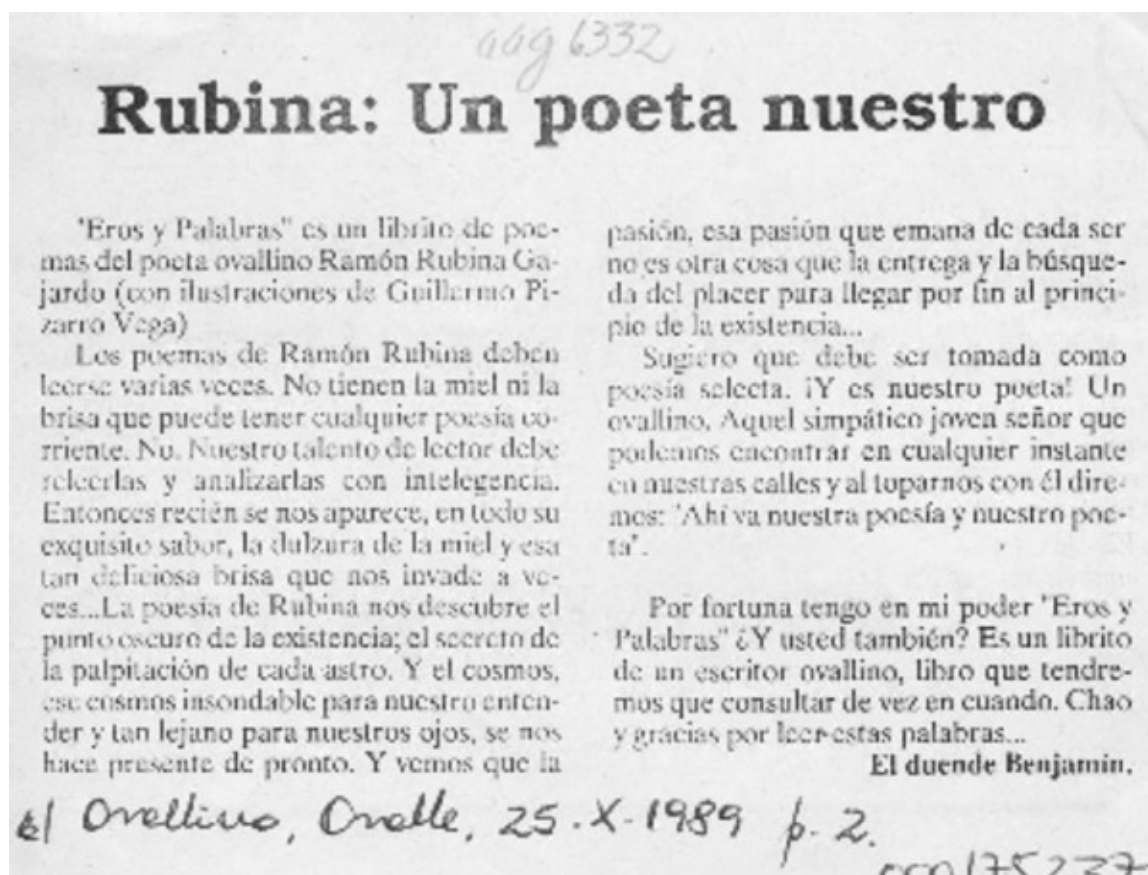 aag 6332
Rubina: Un poeta nuestro
"Eros y Palabras" es un librito de poe-
mas del poeta ovallino Ramón Rubina Ga-
jardo (con ilustraciones de Guillermo Pi-
zarro Vega)
Los poemas de Ramón Rubina deben
leerse varias veces. No tienen la miel ni la
brisa que puede tener cualquier poesía co-
rriente. No. Nuestro talento de lector debe
releerlas y analizarlas con intelegencia.
Entonces recién se nos aparece, en todo su
exquisito sabor, la dulzura de la miel y esa
tan deliciosa brisa que nos invade a ve-
ces...La poesía de Rubina nos descubre el
punto oscuro de la existencia; el secreto de
la palpitación de cada astro. Y el cosmos,
ese cosmos insondable para nuestro enten-
der y tan lejano para nuestros ojos, se nos
hace presente de pronto. Y vemos que la
pasión, esa pasión que emana de cada ser
no es otra cosa que la entrega y la búsque-
da del placer para llegar por fin al princi-
pio de la existencia...
Sugiero que debe ser tomada como
poesía selecta. ¡Y es nuestro poeta! Un
ovallino. Aquel simpático joven señor que
podemos encontrar en cualquier instante
en nuestras calles y al toparnos con él dire-
mos: "Ahí va nuestra poesía y nuestro poe-
ta".
Por fortuna tengo en mi poder "Eros y
Palabras" ¿Y usted también? Es un librito
de un escritor ovallino, libro que tendre-
mos que consultar de vez en cuando. Chao
y gracias por leer estas palabras...
El duende Benjamín.
El Ovallino, Ovalle, 25-X-1989 p. 2.
000175237